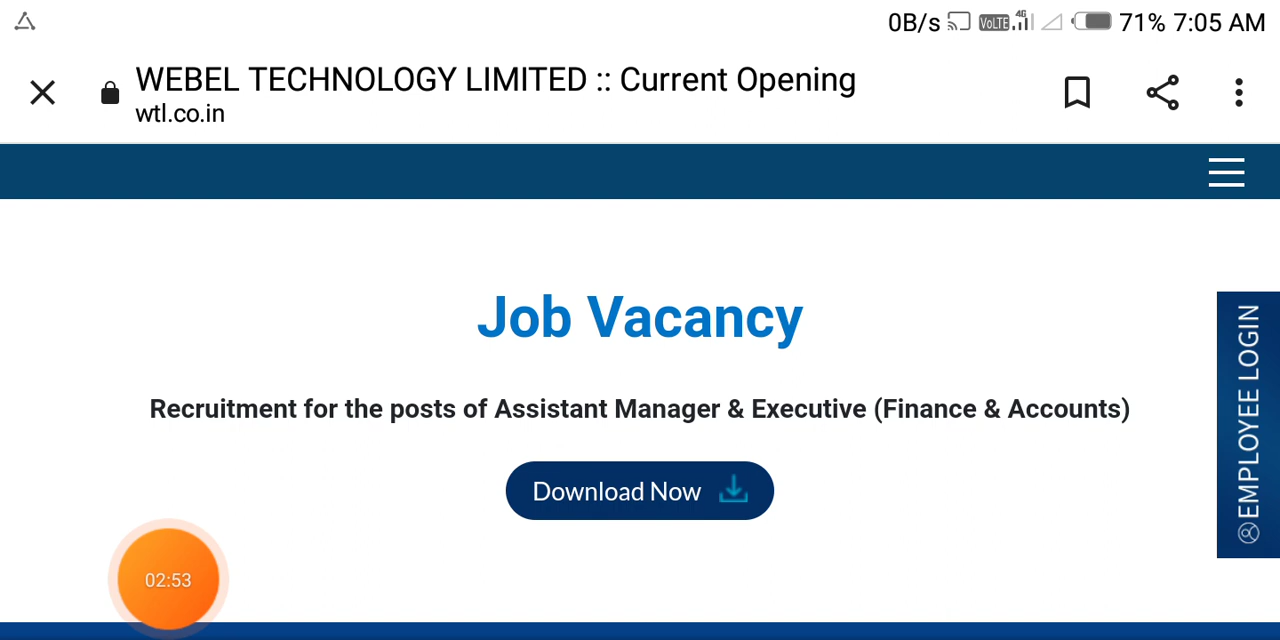 0B/s VoLTE 4G 71% 7:05 AM
WEBEL TECHNOLOGY LIMITED :: Current Opening
wtl.co.in
Job Vacancy
EMPLOYEE LOGIN
Recruitment for the posts of Assistant Manager & Executive (Finance & Accounts)
Download Now
02:53